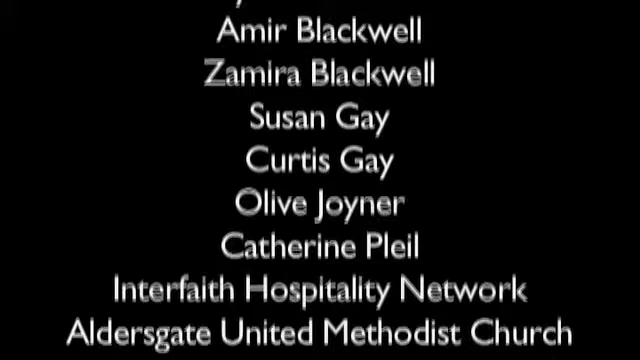 Amir Blackwell
Zamira Blackwell
Susan Gay
Curtis Gay
Olive Joyner
Catherine Pleil
Interfaith Hospitality Network
Aldersgate United Methodist Church